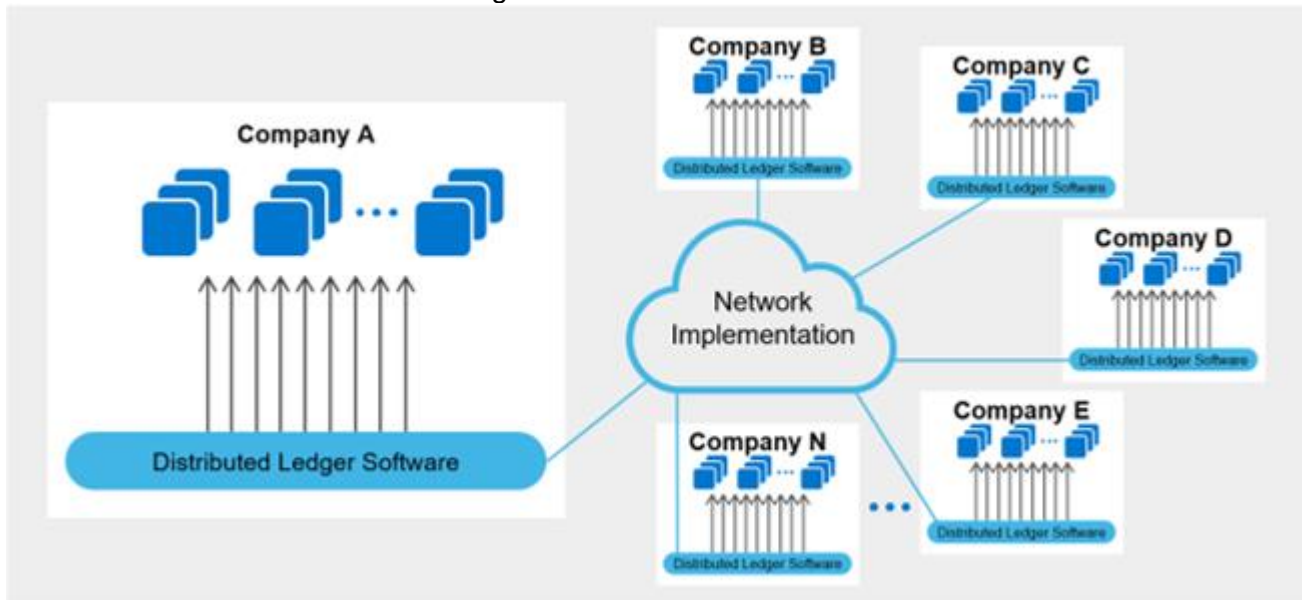 Company A
Distributed Ledger Software
Company B
Distributed Ledger Software
Company C
Distributed Ledger Software
Company D
Distributed Ledger Software
Network
Implementation
Company E
Distributed Ledger Software
Company N
Distributed Ledger Software